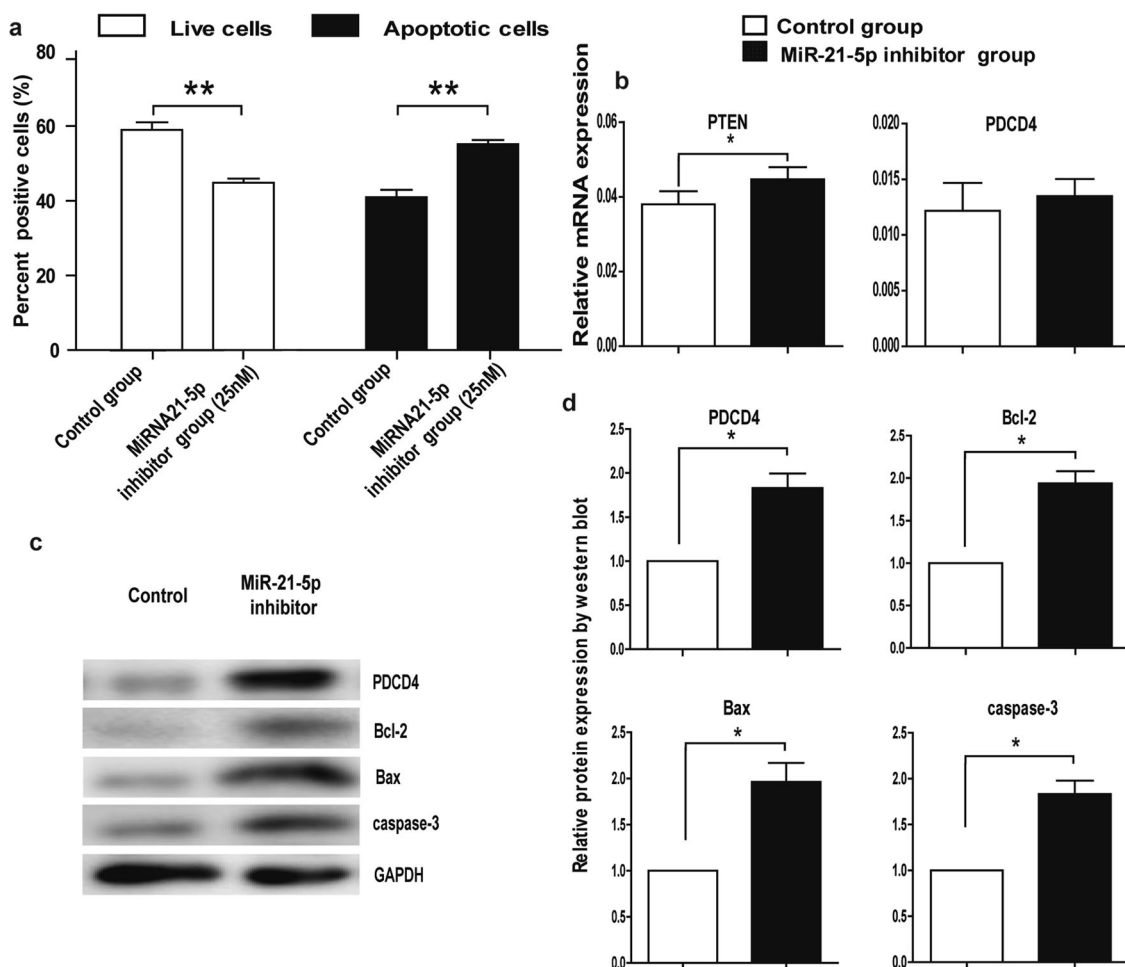 a
Live cells
Apoptotic cells
Percent positive cells (%)
80
60
40
20
0
**
**
Control group
MiRNA21-5p
inhibitor group (25nM)
Control group
MiRNA21-5p
inhibitor group (25nM)
Control group
MiR-21-5p inhibitor group
b
Relative mRNA expression
PTEN
*
0.06
0.04
0.02
0.00
PDCD4
0.020
0.015
0.010
0.005
0.000
c
Control
MiR-21-5p
inhibitor
PDCD4
Bcl-2
Bax
caspase-3
GAPDH
d
Relative protein expression by western blot
PDCD4
*
2.5
2.0
1.5
1.0
0.5
0.0
Bcl-2
*
2.5
2.0
1.5
1.0
0.5
0.0
Bax
*
2.5
2.0
1.5
1.0
0.5
0.0
caspase-3
*
2.5
2.0
1.5
1.0
0.5
0.0